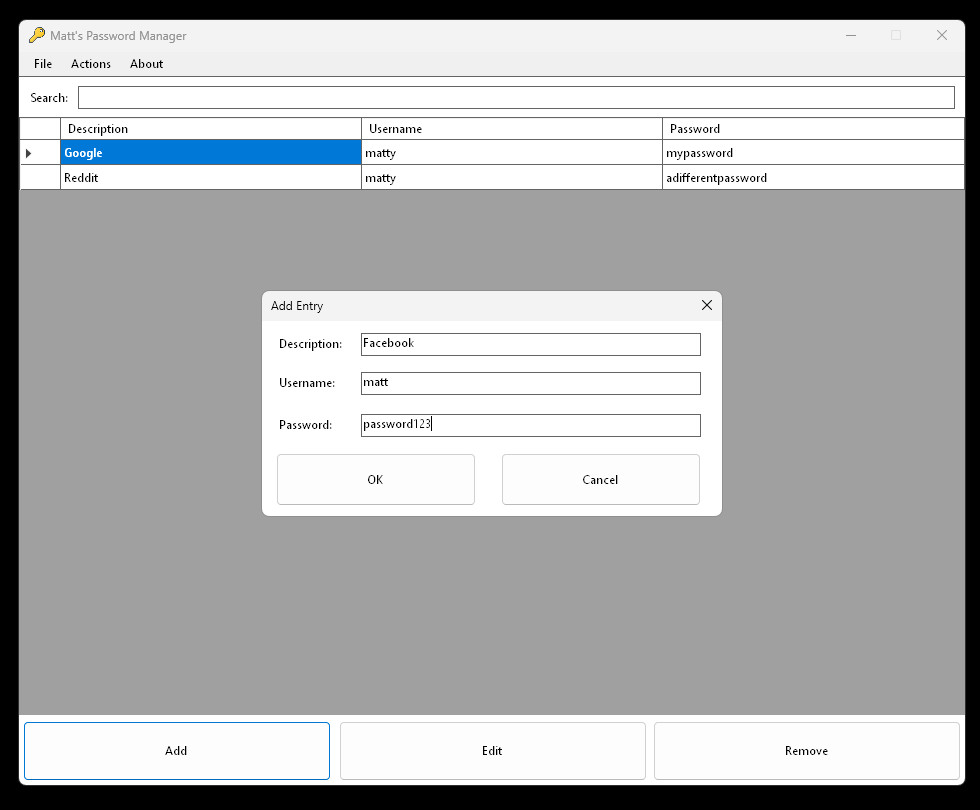 Matt's Password Manager
File Actions About
Search:
Description Username Password
Google matty mypassword
Reddit matty adifferentpassword
Add Entry
Description: Facebook
Username: matt
Password: password123
OK Cancel
Add Edit Remove